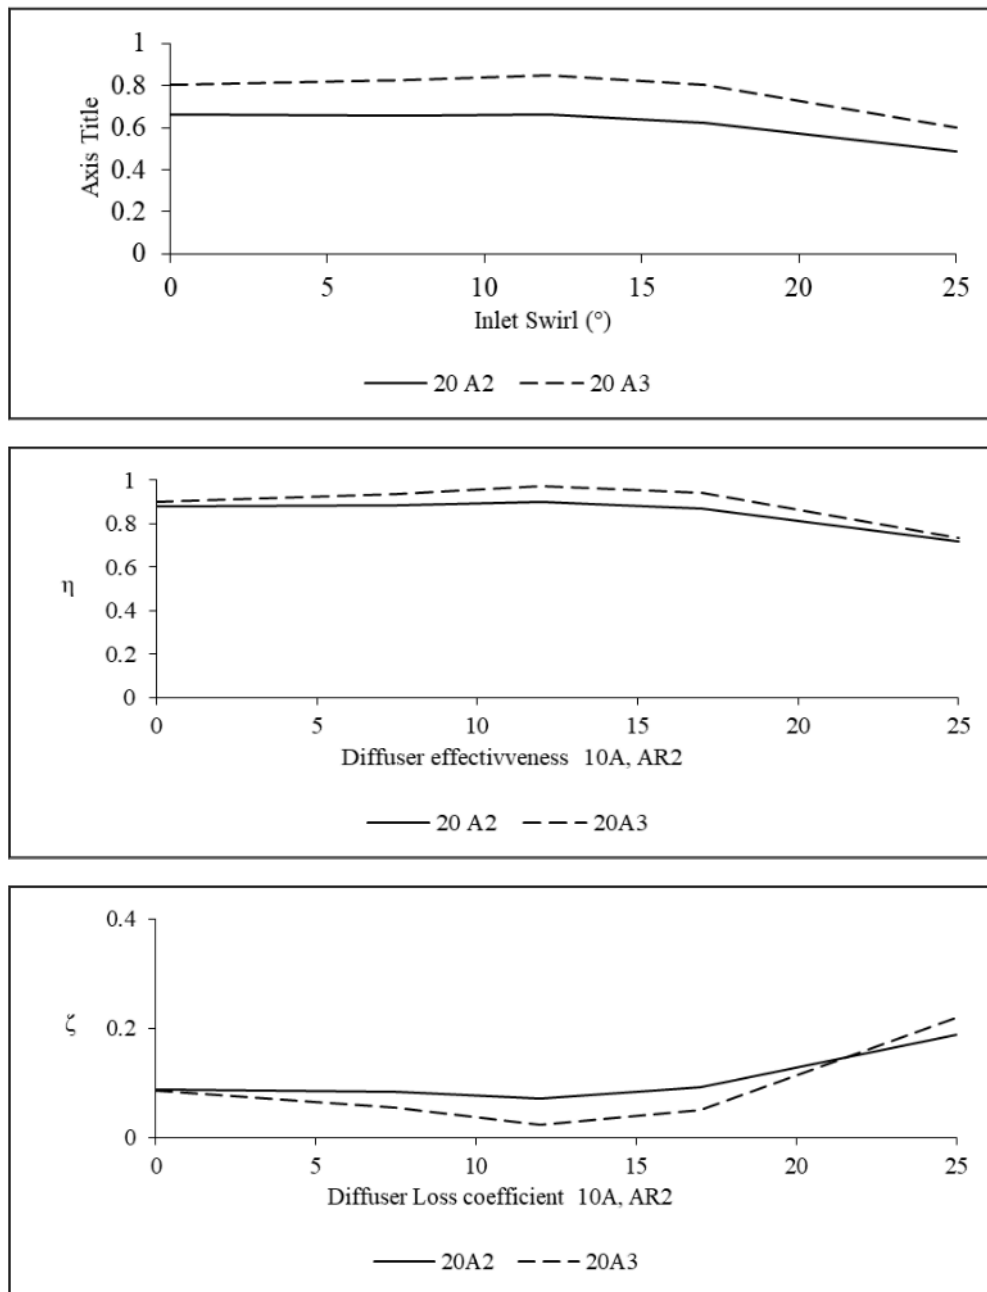 1
0.8
0.6
0.4
0.2
0
Axis Title
0 5 10 15 20 25
Inlet Swirl (°)
20 A2 20 A3
1
0.8
0.6
0.4
0.2
0
η
0 5 10 15 20 25
Diffuser effectivveness 10A, AR2
20 A2 20A3
0.4
0.2
0
ζ
0 5 10 15 20 25
Diffuser Loss coefficient 10A, AR2
20A2 20A3